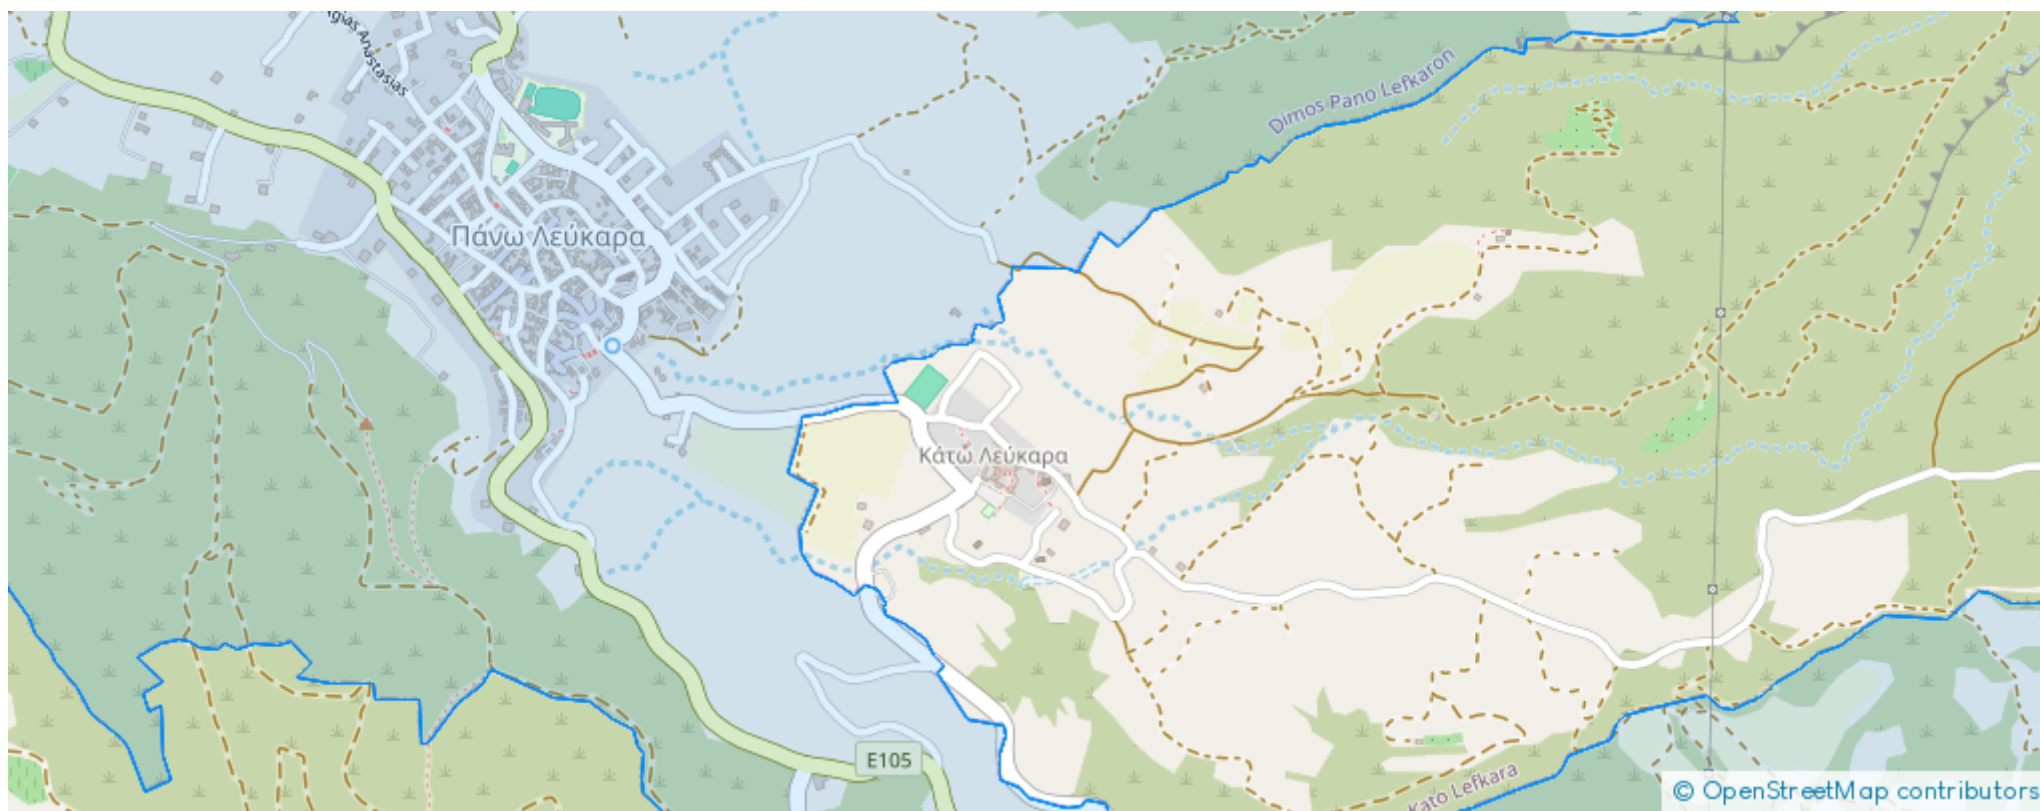 Agias Anastasias
Dimos Pano Lefkaron
Πάνω Λεύκαρα
Κάτω Λεύκαρα
E105
Kato Lefkara
© OpenStreetMap contributors